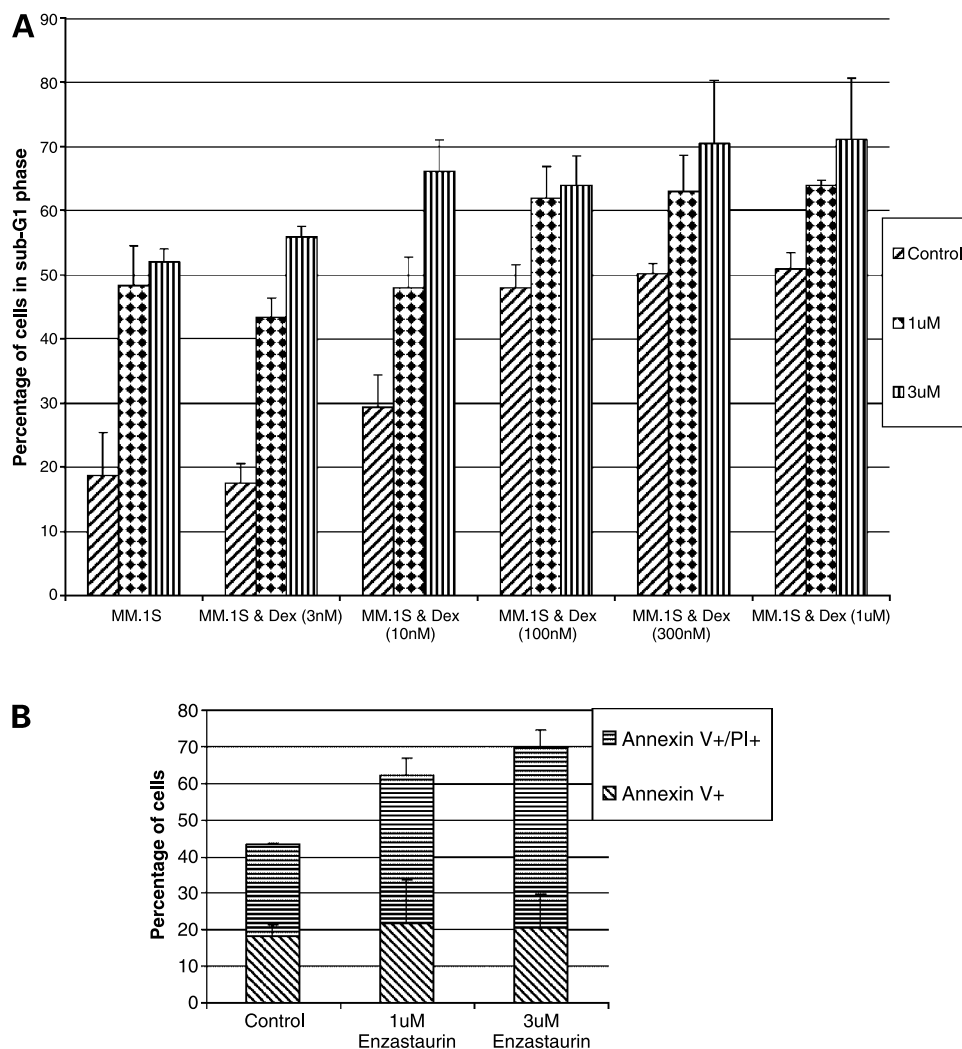 A
Percentage of cells in sub-G1 phase
90
80
70
60
50
40
30
20
10
0
MM.1S
MM.1S & Dex (3nM)
MM.1S & Dex
(10nM)
MM.1S & Dex
(100nM)
MM.1S & Dex
(300nM)
MM.1S & Dex (1uM)
Control
1uM
3uM
B
Percentage of cells
80
70
60
50
40
30
20
10
0
Control
1uM
Enzastaurin
3uM
Enzastaurin
Annexin V+/PI+
Annexin V+